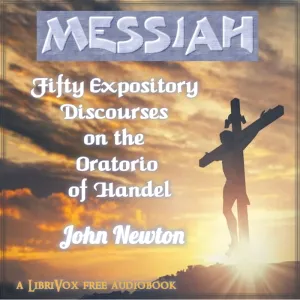 MESSIAH
Fifty Expository
Discourses
on the
Oratorio
of Handel
John Newton
a LibriVox free audiobook